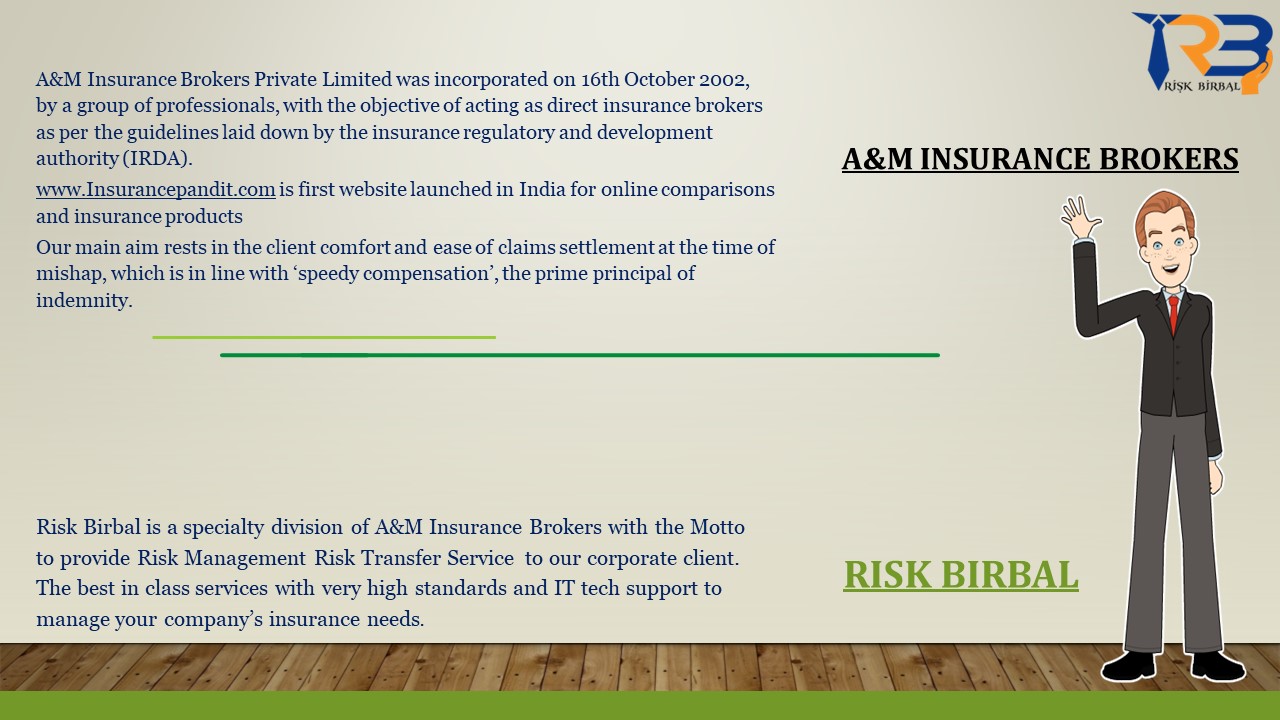 RİŞK BİRBAL
A&M Insurance Brokers Private Limited was incorporated on 16th October 2002,
by a group of professionals, with the objective of acting as direct insurance brokers
as per the guidelines laid down by the insurance regulatory and development
authority (IRDA).
www.Insurancepandit.com is first website launched in India for online comparisons
and insurance products
Our main aim rests in the client comfort and ease of claims settlement at the time of
mishap, which is in line with ‘speedy compensation’, the prime principal of
indemnity.
A&M INSURANCE BROKERS
Risk Birbal is a specialty division of A&M Insurance Brokers with the Motto
to provide Risk Management Risk Transfer Service to our corporate client.
The best in class services with very high standards and IT tech support to
manage your company’s insurance needs.
RISK BIRBAL